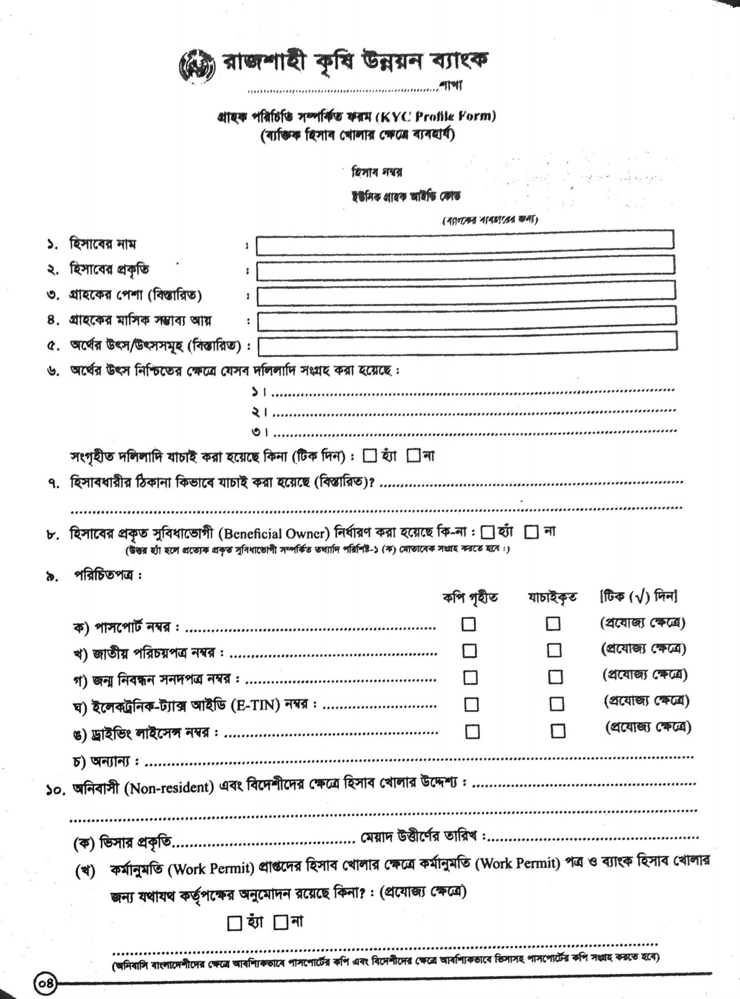 রাজশাহী কৃষি উন্নয়ন ব্যাংক
..........................................................শাখা
গ্রাহক পরিচিতি সম্পর্কিত ফরম (KYC Profile Form)
(ব্যক্তিক হিসাব খোলার ক্ষেত্রে ব্যবহার্য)
হিসাব নম্বর
ইউনিক গ্রাহক আইডি কোড
(ব্যাংকের ব্যবহারের জন্য)
১. হিসাবের নাম :
২. হিসাবের প্রকৃতি :
৩. গ্রাহকের পেশা (বিস্তারিত) :
৪. গ্রাহকের মাসিক সম্ভাব্য আয় :
৫. অর্থের উৎস/উৎসসমূহ (বিস্তারিত) :
৬. অর্থের উৎস নিশ্চিতের ক্ষেত্রে যেসব দলিলাদি সংগ্রহ করা হয়েছে :
১। ..........................................................
২। ..........................................................
৩। ..........................................................
সংগৃহীত দলিলাদি যাচাই করা হয়েছে কিনা (টিক দিন) : □ হ্যাঁ □ না
৭. হিসাবধারীর ঠিকানা কিভাবে যাচাই করা হয়েছে (বিস্তারিত)? ..........................................................
..........................................................
৮. হিসাবের প্রকৃত সুবিধাভোগী (Beneficial Owner) নির্ধারণ করা হয়েছে কি-না : □ হ্যাঁ □ না
(উত্তর হ্যাঁ হলে প্রত্যেক প্রকৃত সুবিধাভোগী সম্পর্কিত তথ্যাদি পরিশিষ্ট-১ (ক) মোতাবেক সংগ্রহ করতে হবে :)
৯. পরিচিতপত্র :
কপি গৃহীত যাচাইকৃত [টিক (√) দিন]
ক) পাসপোর্ট নম্বর : .......................................................... □ □ (প্রযোজ্য ক্ষেত্রে)
খ) জাতীয় পরিচয়পত্র নম্বর : .......................................................... □ □ (প্রযোজ্য ক্ষেত্রে)
গ) জন্ম নিবন্ধন সনদপত্র নম্বর : .......................................................... □ □ (প্রযোজ্য ক্ষেত্রে)
ঘ) ইলেকট্রনিক-ট্যাক্স আইডি (E-TIN) নম্বর : ........................... □ □ (প্রযোজ্য ক্ষেত্রে)
ঙ) ড্রাইভিং লাইসেন্স নম্বর : .......................................................... □ □ (প্রযোজ্য ক্ষেত্রে)
চ) অন্যান্য : ..........................................................
১০. অনিবাসী (Non-resident) এবং বিদেশীদের ক্ষেত্রে হিসাব খোলার উদ্দেশ্য : ..........................................................
..........................................................
(ক) ভিসার প্রকৃতি.......................................... মেয়াদ উত্তীর্ণের তারিখ :..........................................................
(খ) কর্মানুমতি (Work Permit) প্রাপ্তদের হিসাব খোলার ক্ষেত্রে কর্মানুমতি (Work Permit) পত্র ও ব্যাংক হিসাব খোলার
জন্য যথাযথ কর্তৃপক্ষের অনুমোদন রয়েছে কিনা? : (প্রযোজ্য ক্ষেত্রে)
□ হ্যাঁ □ না
..........................................................
(অনিবাসি বাংলাদেশীদের ক্ষেত্রে আবশ্যিকভাবে পাসপোর্টের কপি এবং বিদেশীদের ক্ষেত্রে আবশ্যিকভাবে ভিসাসহ পাসপোর্টের কপি সংগ্রহ করতে হবে)
০৪